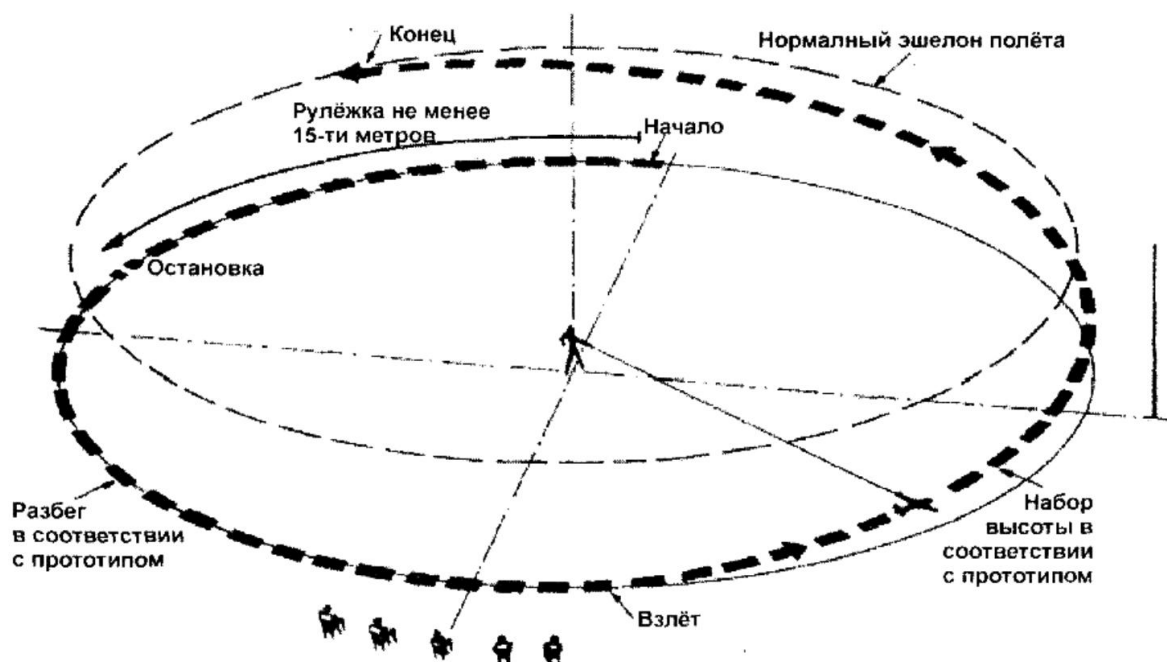 Конец
Нормалный эшелон полёта
Рулёжка не менее
15-ти метров
Начало
Остановка
Разбег
в соответствии
с прототипом
Набор
высоты в
соответствии
с прототипом
Взлёт